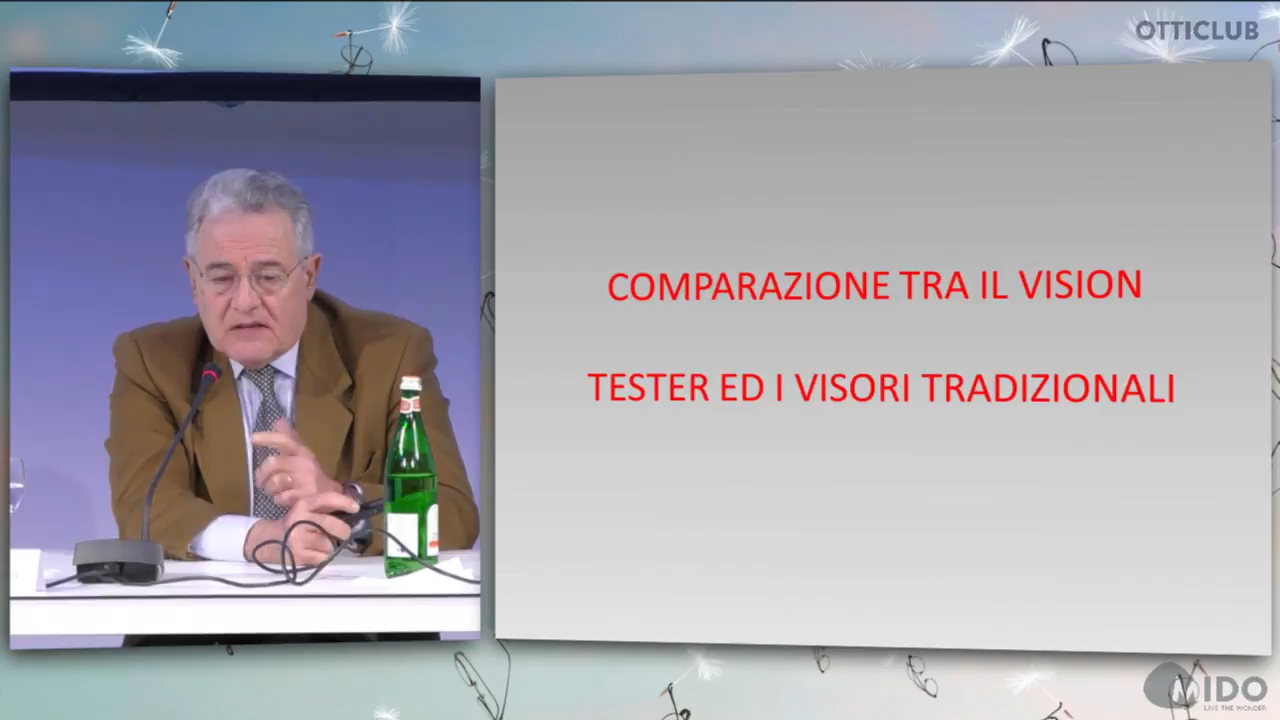 OTTICLUB
COMPARAZIONE TRA IL VISION
TESTER ED I VISORI TRADIZIONALI
MIDO
LIVE THE WONDER